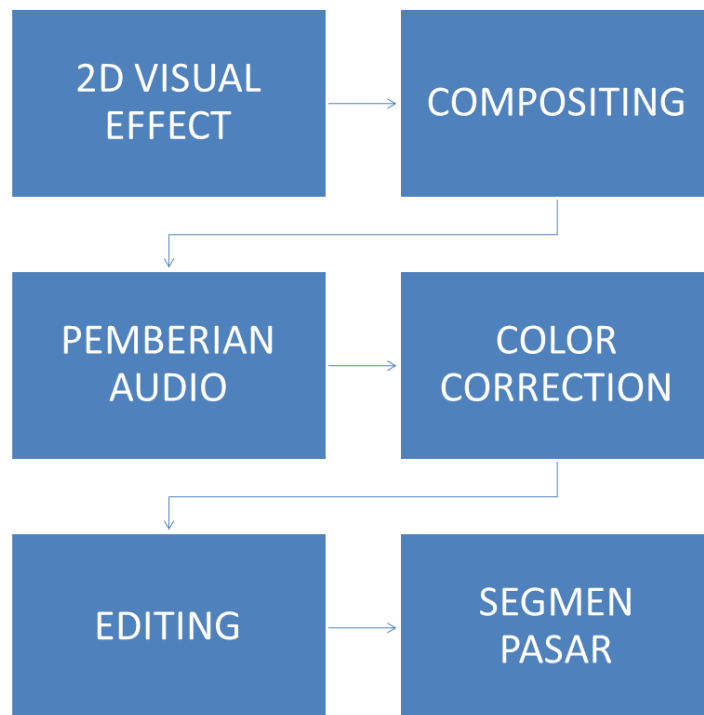 2D VISUAL
EFFECT
COMPOSITING
PEMBERIAN
AUDIO
COLOR
CORRECTION
EDITING
SEGMEN
PASAR